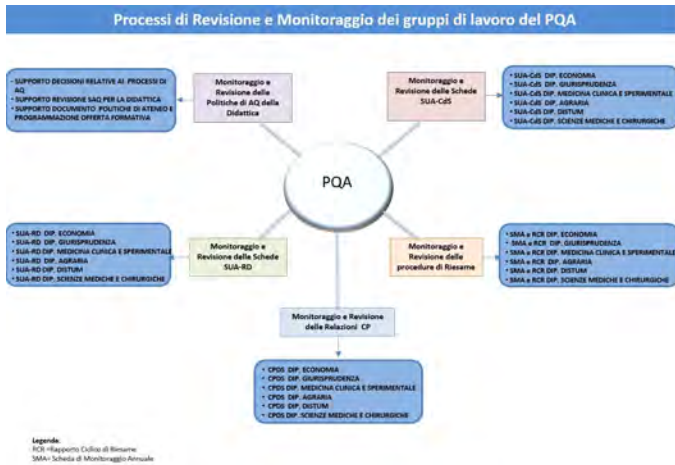 Processi di Revisione e Monitoraggio dei gruppi di lavoro del PQA
• SUPPORTO DECISIONI RELATIVE AI PROCESSI DI
AQ
• SUPPORTO REVISIONE SAQ PER LA DIDATTICA
• SUPPORTO DOCUMENTO POLITICHE DI ATENEO E
PROGRAMMAZIONE OFFERTA FORMATIVA
Monitoraggio e
Revisione delle
Politiche di AQ della
Didattica
Monitoraggio e
Revisione delle Schede
SUA-CdS
• SUA-CdS DIP. ECONOMIA
• SUA-CdS DIP. GIURISPRUDENZA
• SUA-CdS DIP. MEDICINA CLINICA E SPERIMENTALE
• SUA-CdS DIP. AGRARIA
• SUA-CdS DIP. DISTUM
• SUA-CdS DIP. SCIENZE MEDICHE E CHIRURGICHE
PQA
• SUA-RD DIP. ECONOMIA
• SUA-RD DIP. GIURISPRUDENZA
• SUA-RD DIP. MEDICINA CLINICA E SPERIMENTALE
• SUA-RD DIP. AGRARIA
• SUA-RD DIP. DISTUM
• SUA-RD DIP. SCIENZE MEDICHE E CHIRURGICHE
Monitoraggio e
Revisione delle Schede
SUA-RD
Monitoraggio e
Revisione delle
procedure di Riesame
• SMA e RCR DIP. ECONOMIA
• SMA e RCR DIP. GIURISPRUDENZA
• SMA e RCR DIP. MEDICINA CLINICA E SPERIMENTALE
• SMA e RCR DIP. AGRARIA
• SMA e RCR DIP. DISTUM
• SMA e RCR DIP. SCIENZE MEDICHE E CHIRURGICHE
Monitoraggio e Revisione
delle Relazioni CP
• CPDS DIP. ECONOMIA
• CPDS DIP. GIURISPRUDENZA
• CPDS DIP. MEDICINA CLINICA E SPERIMENTALE
• CPDS DIP. AGRARIA
• CPDS DIP. DISTUM
• CPDS DIP. SCIENZE MEDICHE E CHIRURGICHE
Legenda:
RCR =Rapporto Ciclico di Riesame
SMA= Scheda di Monitoraggio Annuale